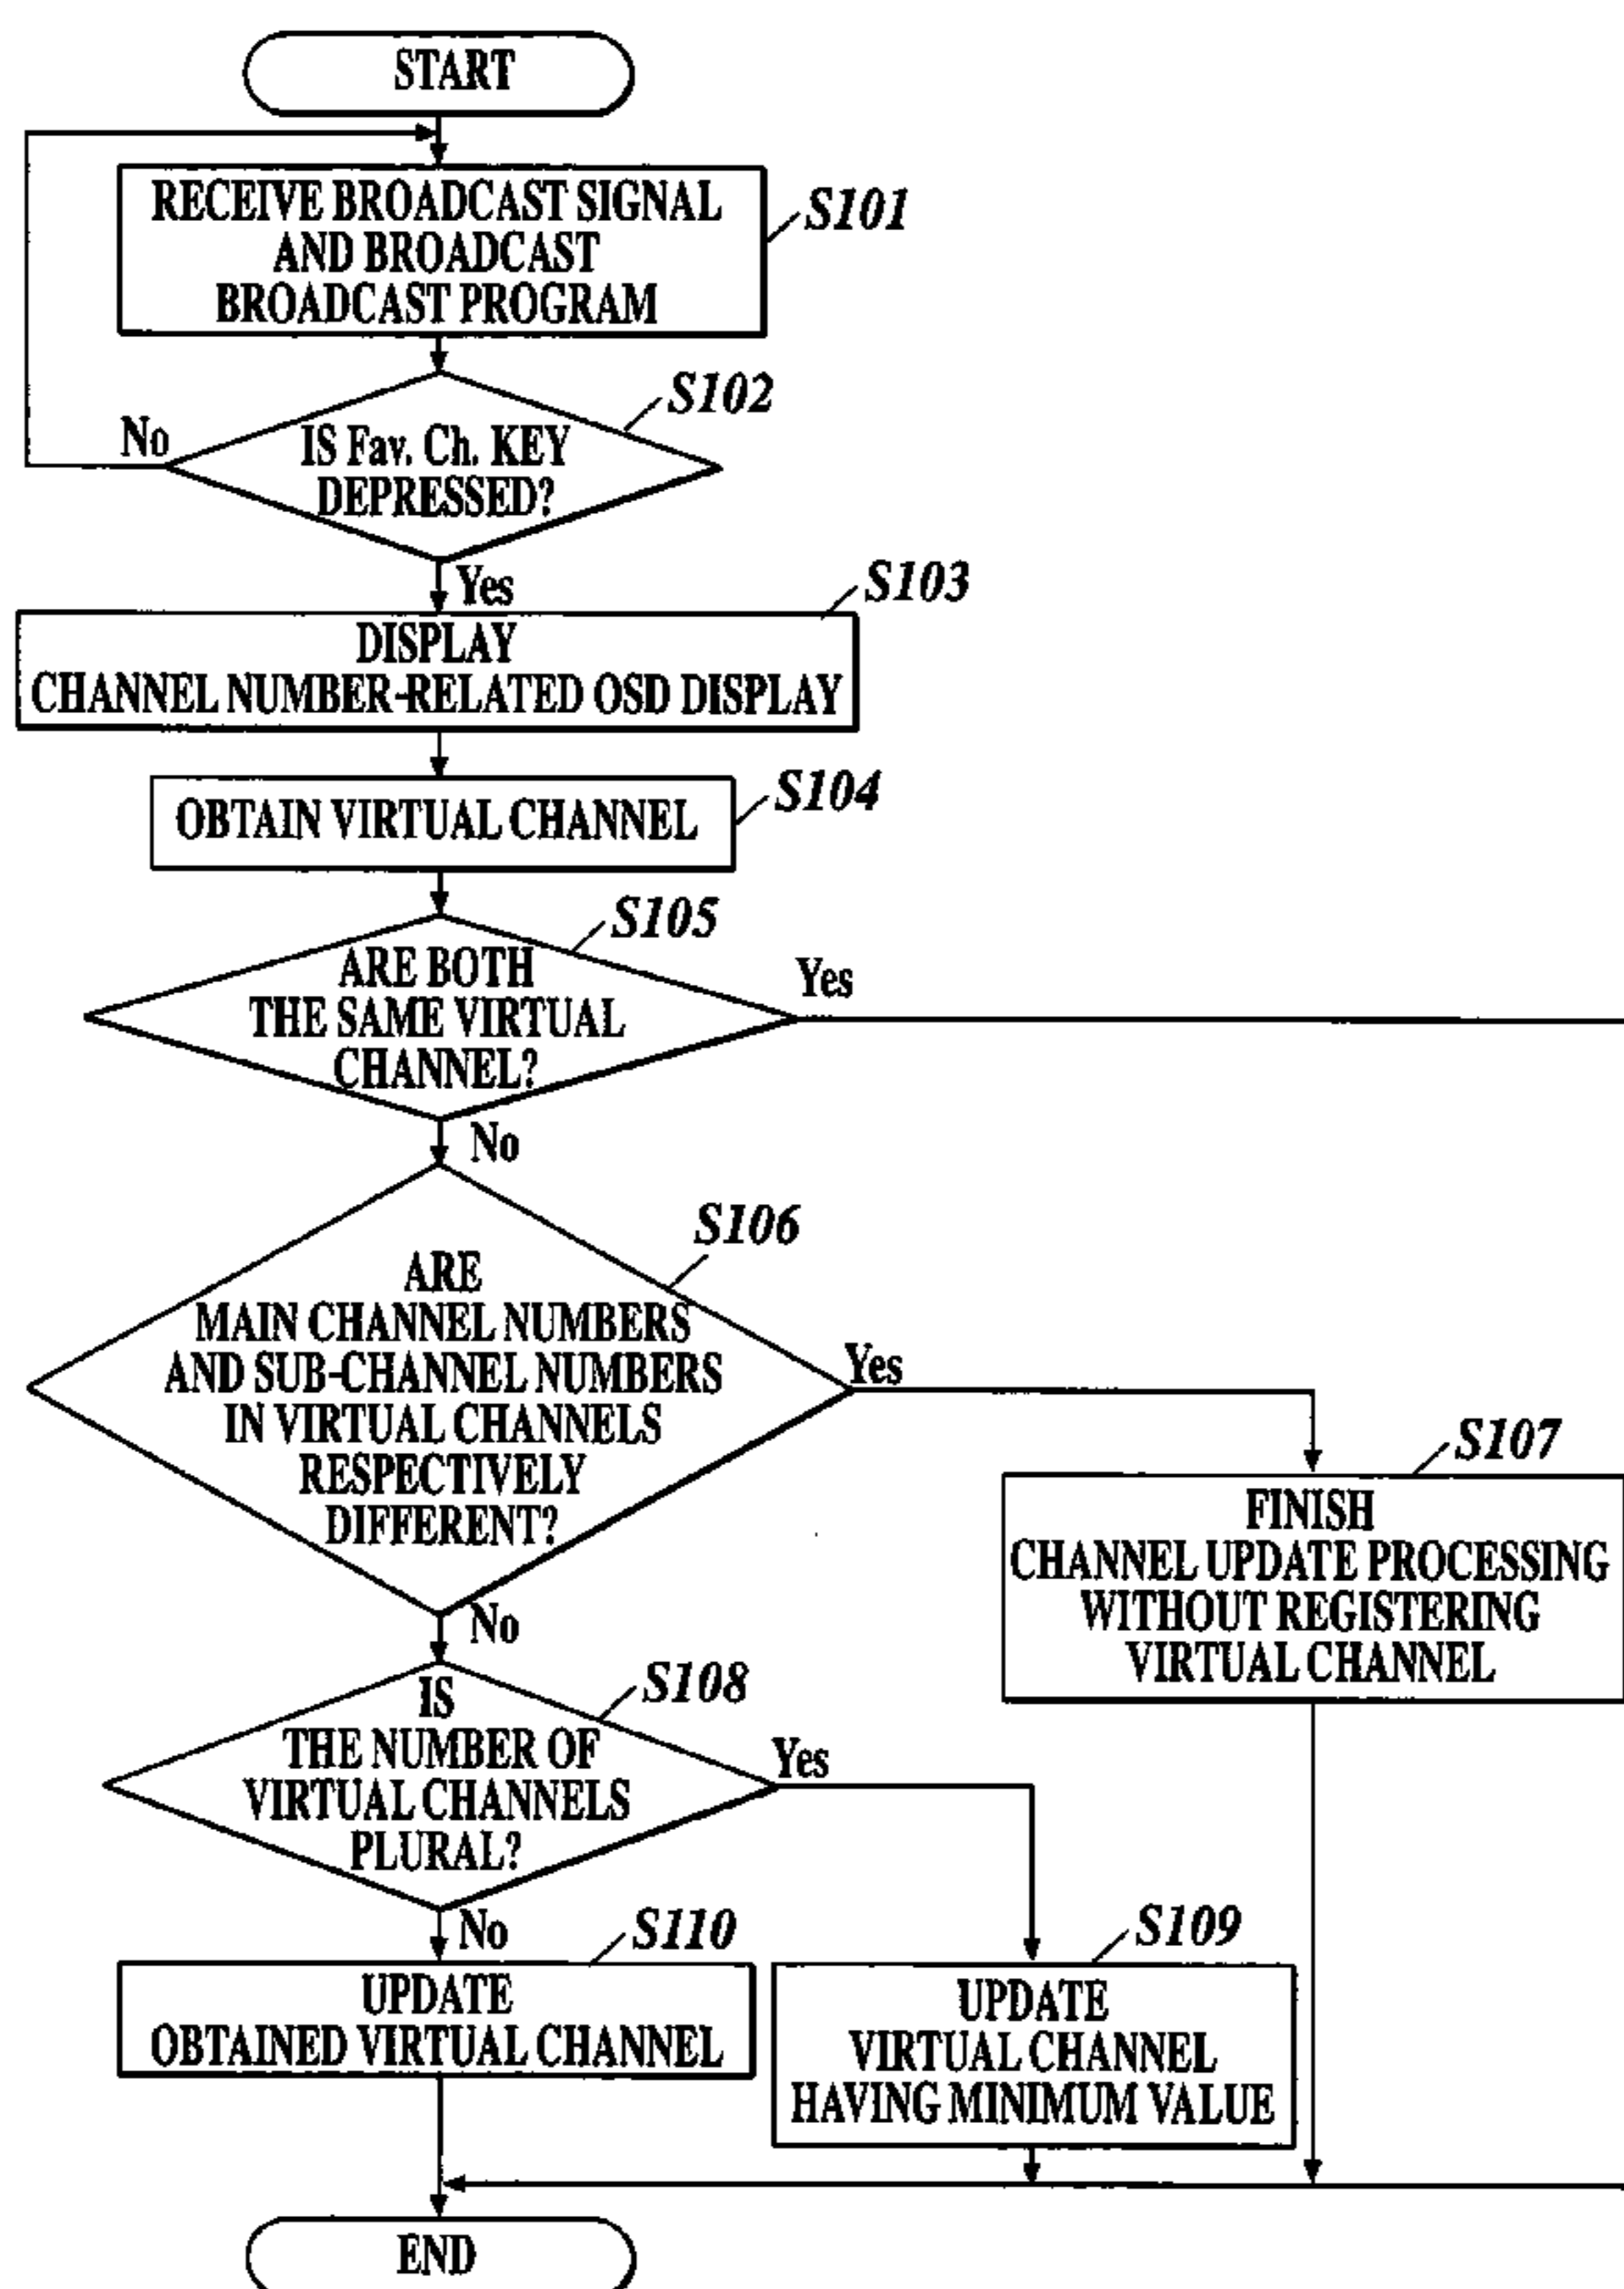 START
RECEIVE BROADCAST SIGNAL
AND BROADCAST
BROADCAST PROGRAM
S101
S102
No
IS Fav. Ch. KEY
DEPRESSED?
Yes
S103
DISPLAY
CHANNEL NUMBER-RELATED OSD DISPLAY
S104
OBTAIN VIRTUAL CHANNEL
S105
ARE BOTH
THE SAME VIRTUAL
CHANNEL?
Yes
No
S106
ARE
MAIN CHANNEL NUMBERS
AND SUB-CHANNEL NUMBERS
IN VIRTUAL CHANNELS
RESPECTIVELY
DIFFERENT?
Yes
S107
FINISH
CHANNEL UPDATE PROCESSING
WITHOUT REGISTERING
VIRTUAL CHANNEL
No
S108
IS
THE NUMBER OF
VIRTUAL CHANNELS
PLURAL?
Yes
No
S110
UPDATE
OBTAINED VIRTUAL CHANNEL
S109
UPDATE
VIRTUAL CHANNEL
HAVING MINIMUM VALUE
END